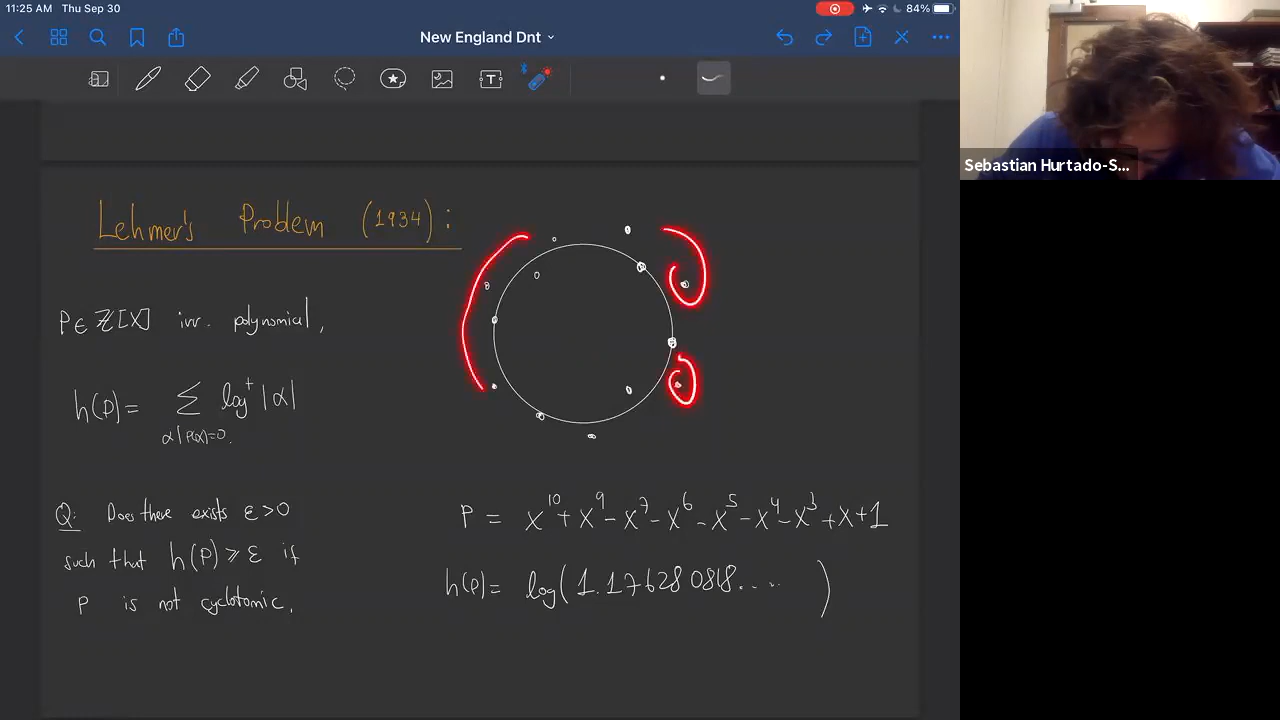 11:25 AM Thu Sep 30
84%
New England Dnt
T
Sebastian Hurtado-S...
Lehmer's Problem (1934):
P ∈ ℤ[X] irr. polynomial,
h(P) = Σ log⁺ |α|
α | P(α)=0.
Q: Does there exists ε>0
such that h(P) ≥ ε if
P is not cyclotomic.
P = X¹⁰ + X⁹ - X⁷ - X⁶ - X⁵ - X⁴ - X³ + X + 1
h(P) = log(1.176280818.... )